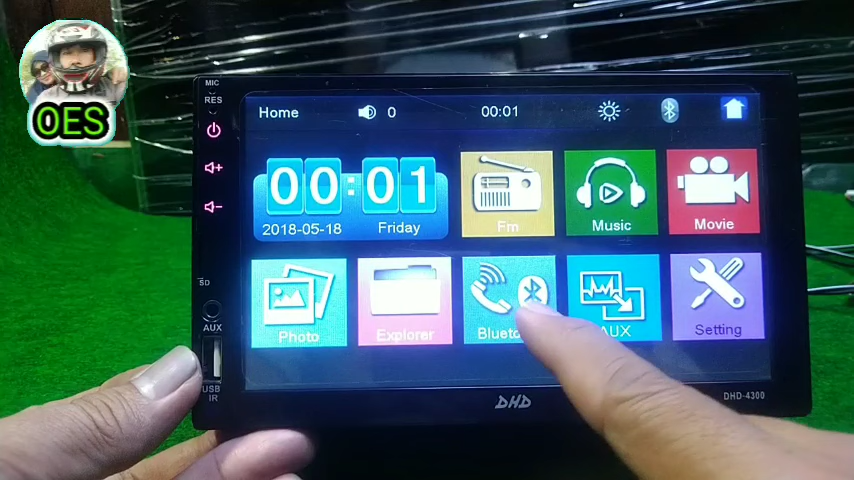 OES
MIC
RES
Home 0 00:01
00:01
2018-05-18 Friday
Fm
Music
Movie
Photo
Explorer
AUX
Setting
SD
AUX
USB
IR
DHD
DHD-4300